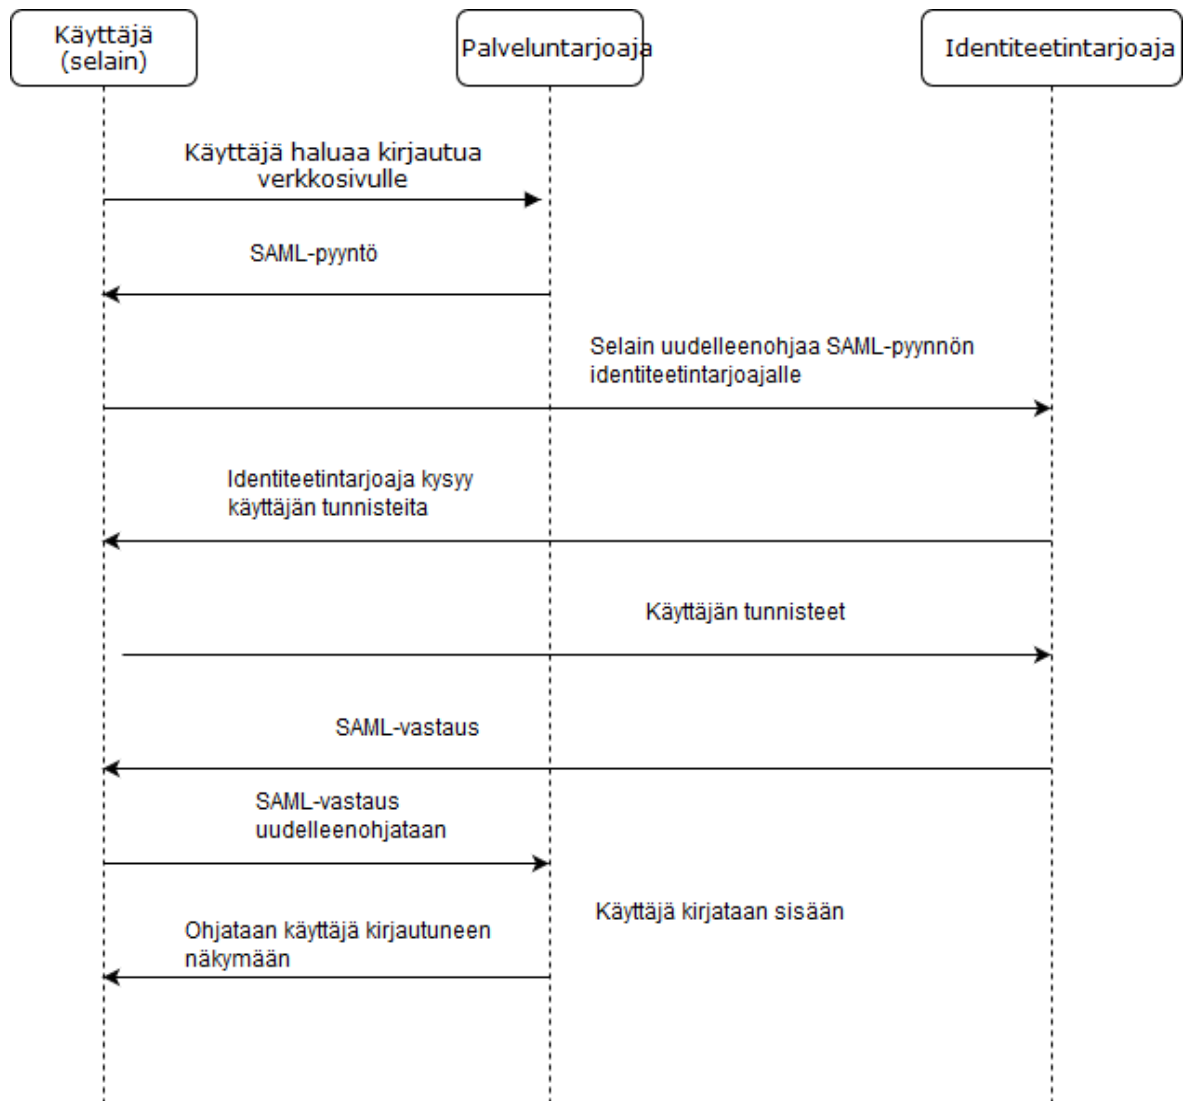 Käyttäjä
(selain)
Palveluntarjoaja
Identiteetintarjoaja
Käyttäjä haluaa kirjautua
verkkosivulle
SAML-pyyntö
Selain uudelleenohjaa SAML-pyynnön
identiteetintarjoajalle
Identiteetintarjoaja kysyy
käyttäjän tunnisteita
Käyttäjän tunnisteet
SAML-vastaus
SAML-vastaus
uudelleenohjataan
Käyttäjä kirjataan sisään
Ohjataan käyttäjä kirjautuneen
näkymään